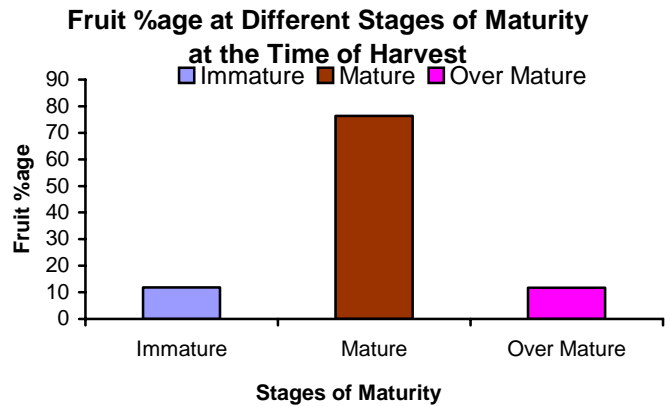 Fruit %age at Different Stages of Maturity
at the Time of Harvest
Immature Mature Over Mature
Fruit %age
90
80
70
60
50
40
30
20
10
0
Immature Mature Over Mature
Stages of Maturity